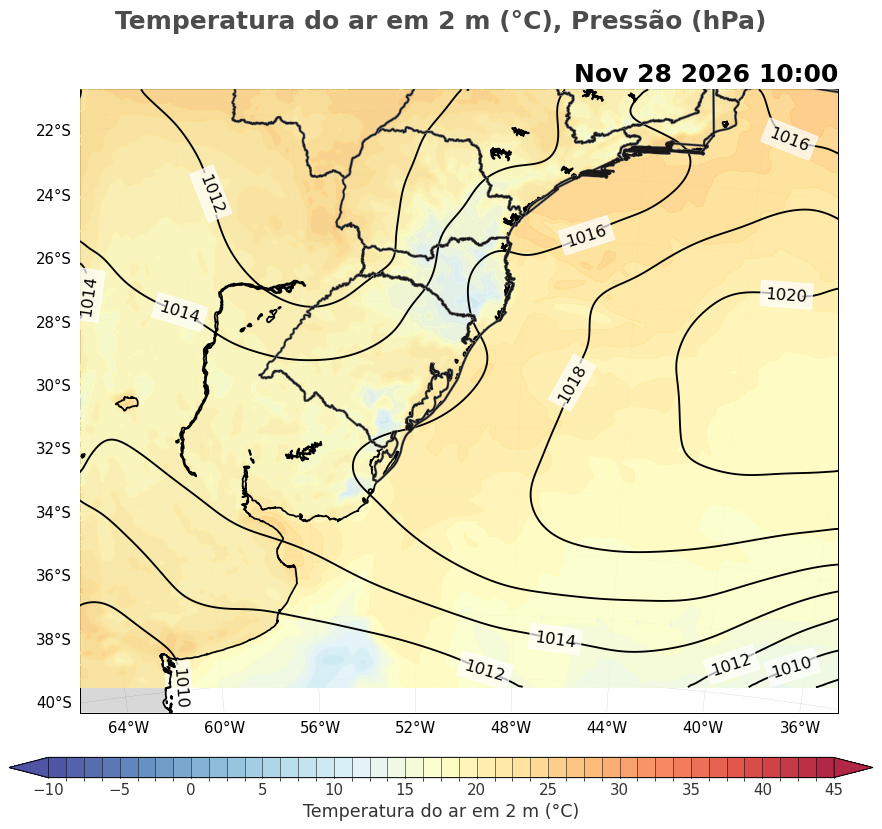 Temperatura do ar em 2 m (°C), Pressão (hPa)
Nov 28 2026 10:00
22°S
24°S
26°S
28°S
30°S
32°S
34°S
36°S
38°S
40°S
1016
1012
1016
1014
1014
1020
1018
1014
1012
1012
1010
1010
64°W
60°W
56°W
52°W
48°W
44°W
40°W
36°W
−10
−5
0
5
10
15
20
25
30
35
40
45
Temperatura do ar em 2 m (°C)